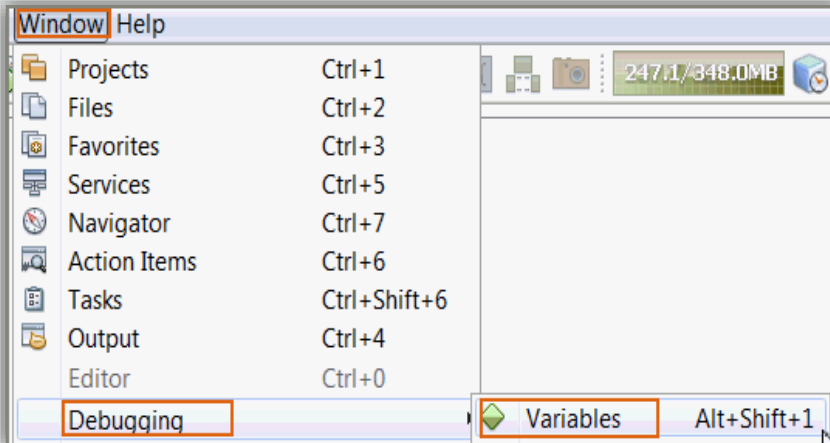 Window Help
247.1/348.0MB
Projects Ctrl+1
Files Ctrl+2
Favorites Ctrl+3
Services Ctrl+5
Navigator Ctrl+7
Action Items Ctrl+6
Tasks Ctrl+Shift+6
Output Ctrl+4
Editor Ctrl+0
Debugging
Variables Alt+Shift+1